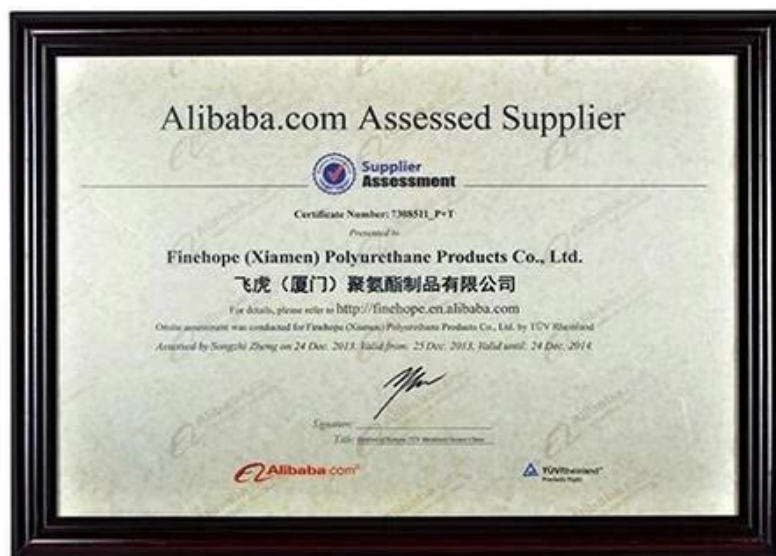 Alibaba.com Assessed Supplier
Supplier
Assessment
Certificate Number: 7308511_P+T
Presented to
Finehope (Xiamen) Polyurethane Products Co., Ltd.
飞虎（厦门）聚氨酯制品有限公司
For details, please refer to http://finehope.en.alibaba.com
Onsite assessment was conducted for Finehope (Xiamen) Polyurethane Products Co., Ltd. by TÜV Rheinland
Assessed by Songzhi Zheng on 24 Dec. 2013, Valid from: 25 Dec. 2013, Valid until: 24 Dec. 2014
Signature:
Title:
Alibaba.com®
TÜVRheinland®
Precisely Right.